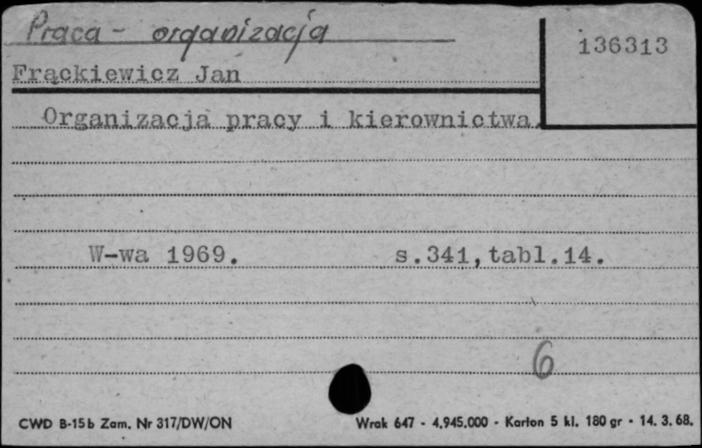 Praca - organizacja
136313
Frąckiewicz Jan
Organizacja pracy i kierownictwa.
W-wa 1969. s.341,tabl.14.
6
CWD B-15b Zam. Nr 317/DW/ON Wrak 647 - 4.945.000 - Karton 5 kl. 180 gr - 14. 3. 68.